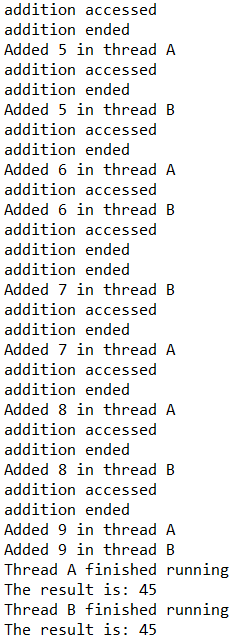 addition accessed
addition ended
Added 5 in thread A
addition accessed
addition ended
Added 5 in thread B
addition accessed
addition ended
Added 6 in thread A
addition accessed
Added 6 in thread B
addition accessed
addition ended
addition ended
Added 7 in thread B
addition accessed
addition ended
Added 7 in thread A
addition accessed
addition ended
Added 8 in thread A
addition accessed
addition ended
Added 8 in thread B
addition accessed
addition ended
Added 9 in thread A
Added 9 in thread B
Thread A finished running
The result is: 45
Thread B finished running
The result is: 45